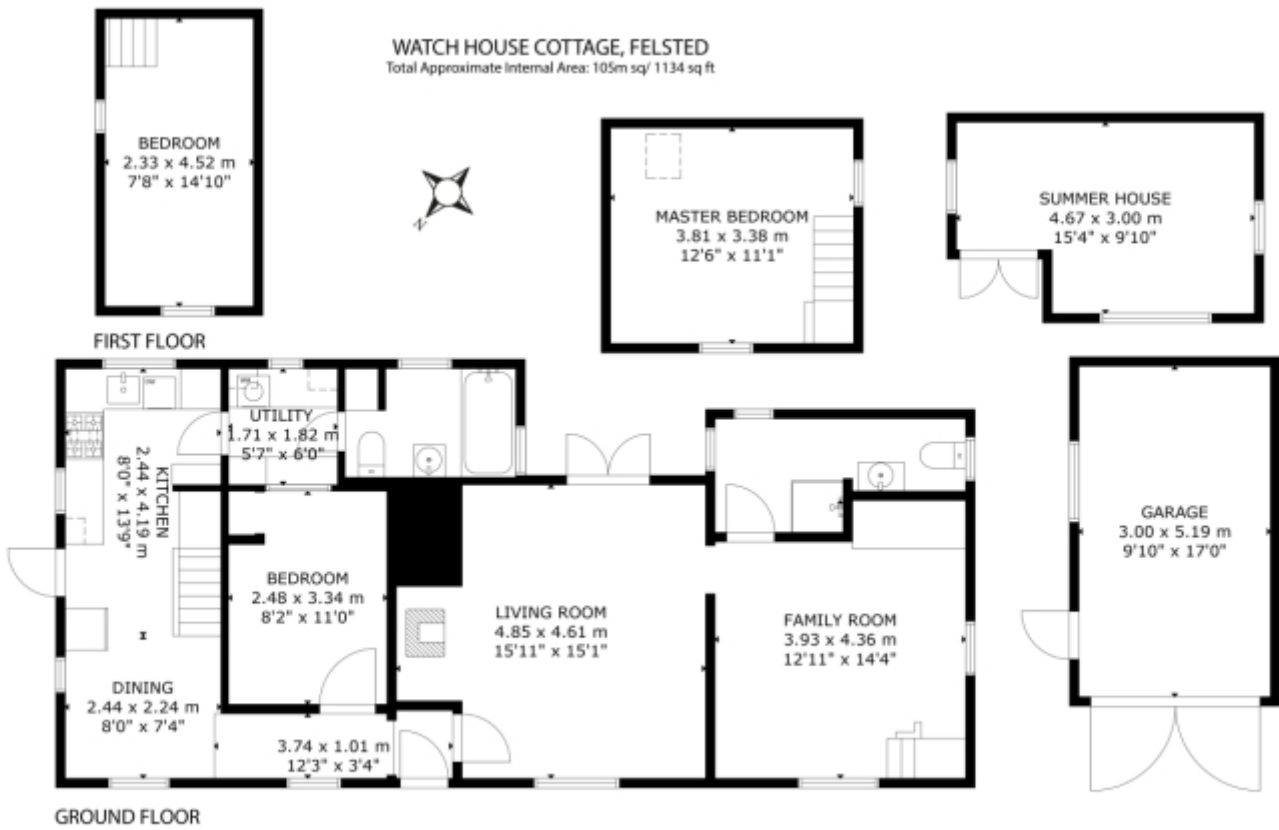 WATCH HOUSE COTTAGE, FELSTED
Total Approximate Internal Area: 105m sq/ 1134 sq ft
BEDROOM
2.33 x 4.52 m
7'8" x 14'10"
N
MASTER BEDROOM
3.81 x 3.38 m
12'6" x 11'1"
SUMMER HOUSE
4.67 x 3.00 m
15'4" x 9'10"
FIRST FLOOR
KITCHEN
2.44 x 4.19 m
8'0" x 13'9"
UTILITY
1.71 x 1.82 m
5'7" x 6'0"
BEDROOM
2.48 x 3.34 m
8'2" x 11'0"
LIVING ROOM
4.85 x 4.61 m
15'11" x 15'1"
FAMILY ROOM
3.93 x 4.36 m
12'11" x 14'4"
GARAGE
3.00 x 5.19 m
9'10" x 17'0"
DINING
2.44 x 2.24 m
8'0" x 7'4"
3.74 x 1.01 m
12'3" x 3'4"
GROUND FLOOR